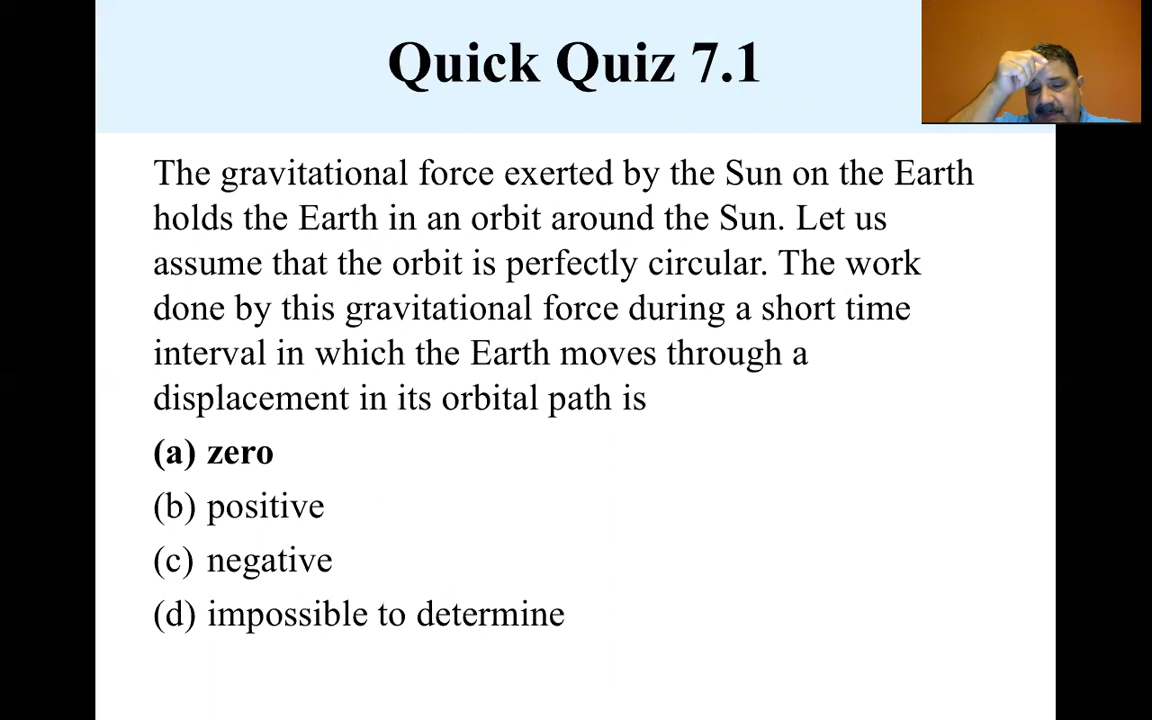 Quick Quiz 7.1
The gravitational force exerted by the Sun on the Earth
holds the Earth in an orbit around the Sun. Let us
assume that the orbit is perfectly circular. The work
done by this gravitational force during a short time
interval in which the Earth moves through a
displacement in its orbital path is
(a) zero
(b) positive
(c) negative
(d) impossible to determine